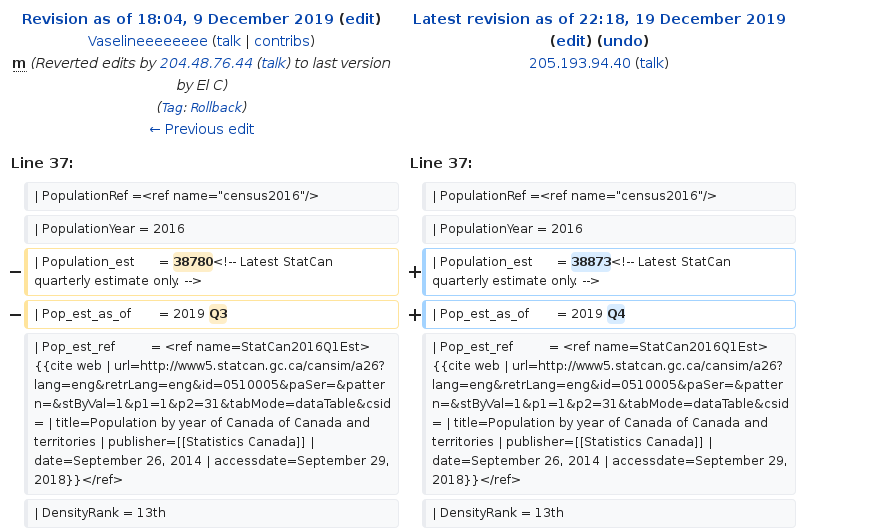 Revision as of 18:04, 9 December 2019 (edit)
Vaselineeeeeeee (talk | contribs)
m (Reverted edits by 204.48.76.44 (talk) to last version
by El C)
(Tag: Rollback)
← Previous edit
Latest revision as of 22:18, 19 December 2019
(edit) (undo)
205.193.94.40 (talk)
Line 37:
Line 37:
| PopulationRef =<ref name="census2016"/>
| PopulationRef =<ref name="census2016"/>
| PopulationYear = 2016
| PopulationYear = 2016
− | Population_est = 38780<!-- Latest StatCan
quarterly estimate only. -->
+ | Population_est = 38873<!-- Latest StatCan
quarterly estimate only. -->
− | Pop_est_as_of = 2019 Q3
+ | Pop_est_as_of = 2019 Q4
| Pop_est_ref = <ref name=StatCan2016Q1Est>
{{cite web | url=http://www5.statcan.gc.ca/cansim/a26?
lang=eng&retrLang=eng&id=0510005&paSer=&patter
n=&stByVal=1&p1=1&p2=31&tabMode=dataTable&csid
= | title=Population by year of Canada of Canada and
territories | publisher=[[Statistics Canada]] |
date=September 26, 2014 | accessdate=September 29,
2018}}</ref>
| Pop_est_ref = <ref name=StatCan2016Q1Est>
{{cite web | url=http://www5.statcan.gc.ca/cansim/a26?
lang=eng&retrLang=eng&id=0510005&paSer=&patter
n=&stByVal=1&p1=1&p2=31&tabMode=dataTable&csid
= | title=Population by year of Canada of Canada and
territories | publisher=[[Statistics Canada]] |
date=September 26, 2014 | accessdate=September 29,
2018}}</ref>
| DensityRank = 13th
| DensityRank = 13th